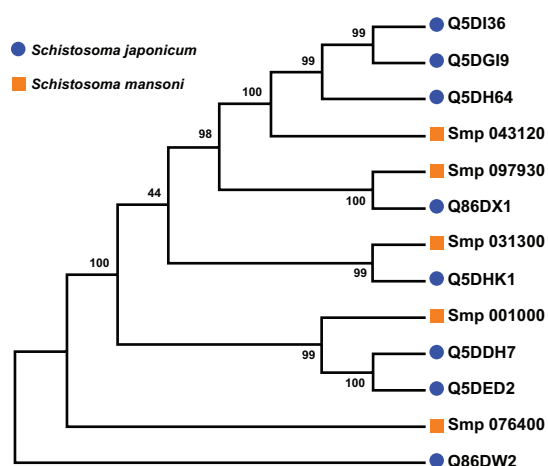 Schistosoma japonicum
Schistosoma mansoni
99
Q5DI36
99
Q5DGI9
100
Q5DH64
98
Smp 043120
Smp 097930
44
100
Q86DX1
Smp 031300
100
99
Q5DHK1
Smp 001000
99
Q5DDH7
100
Q5DED2
Smp 076400
Q86DW2